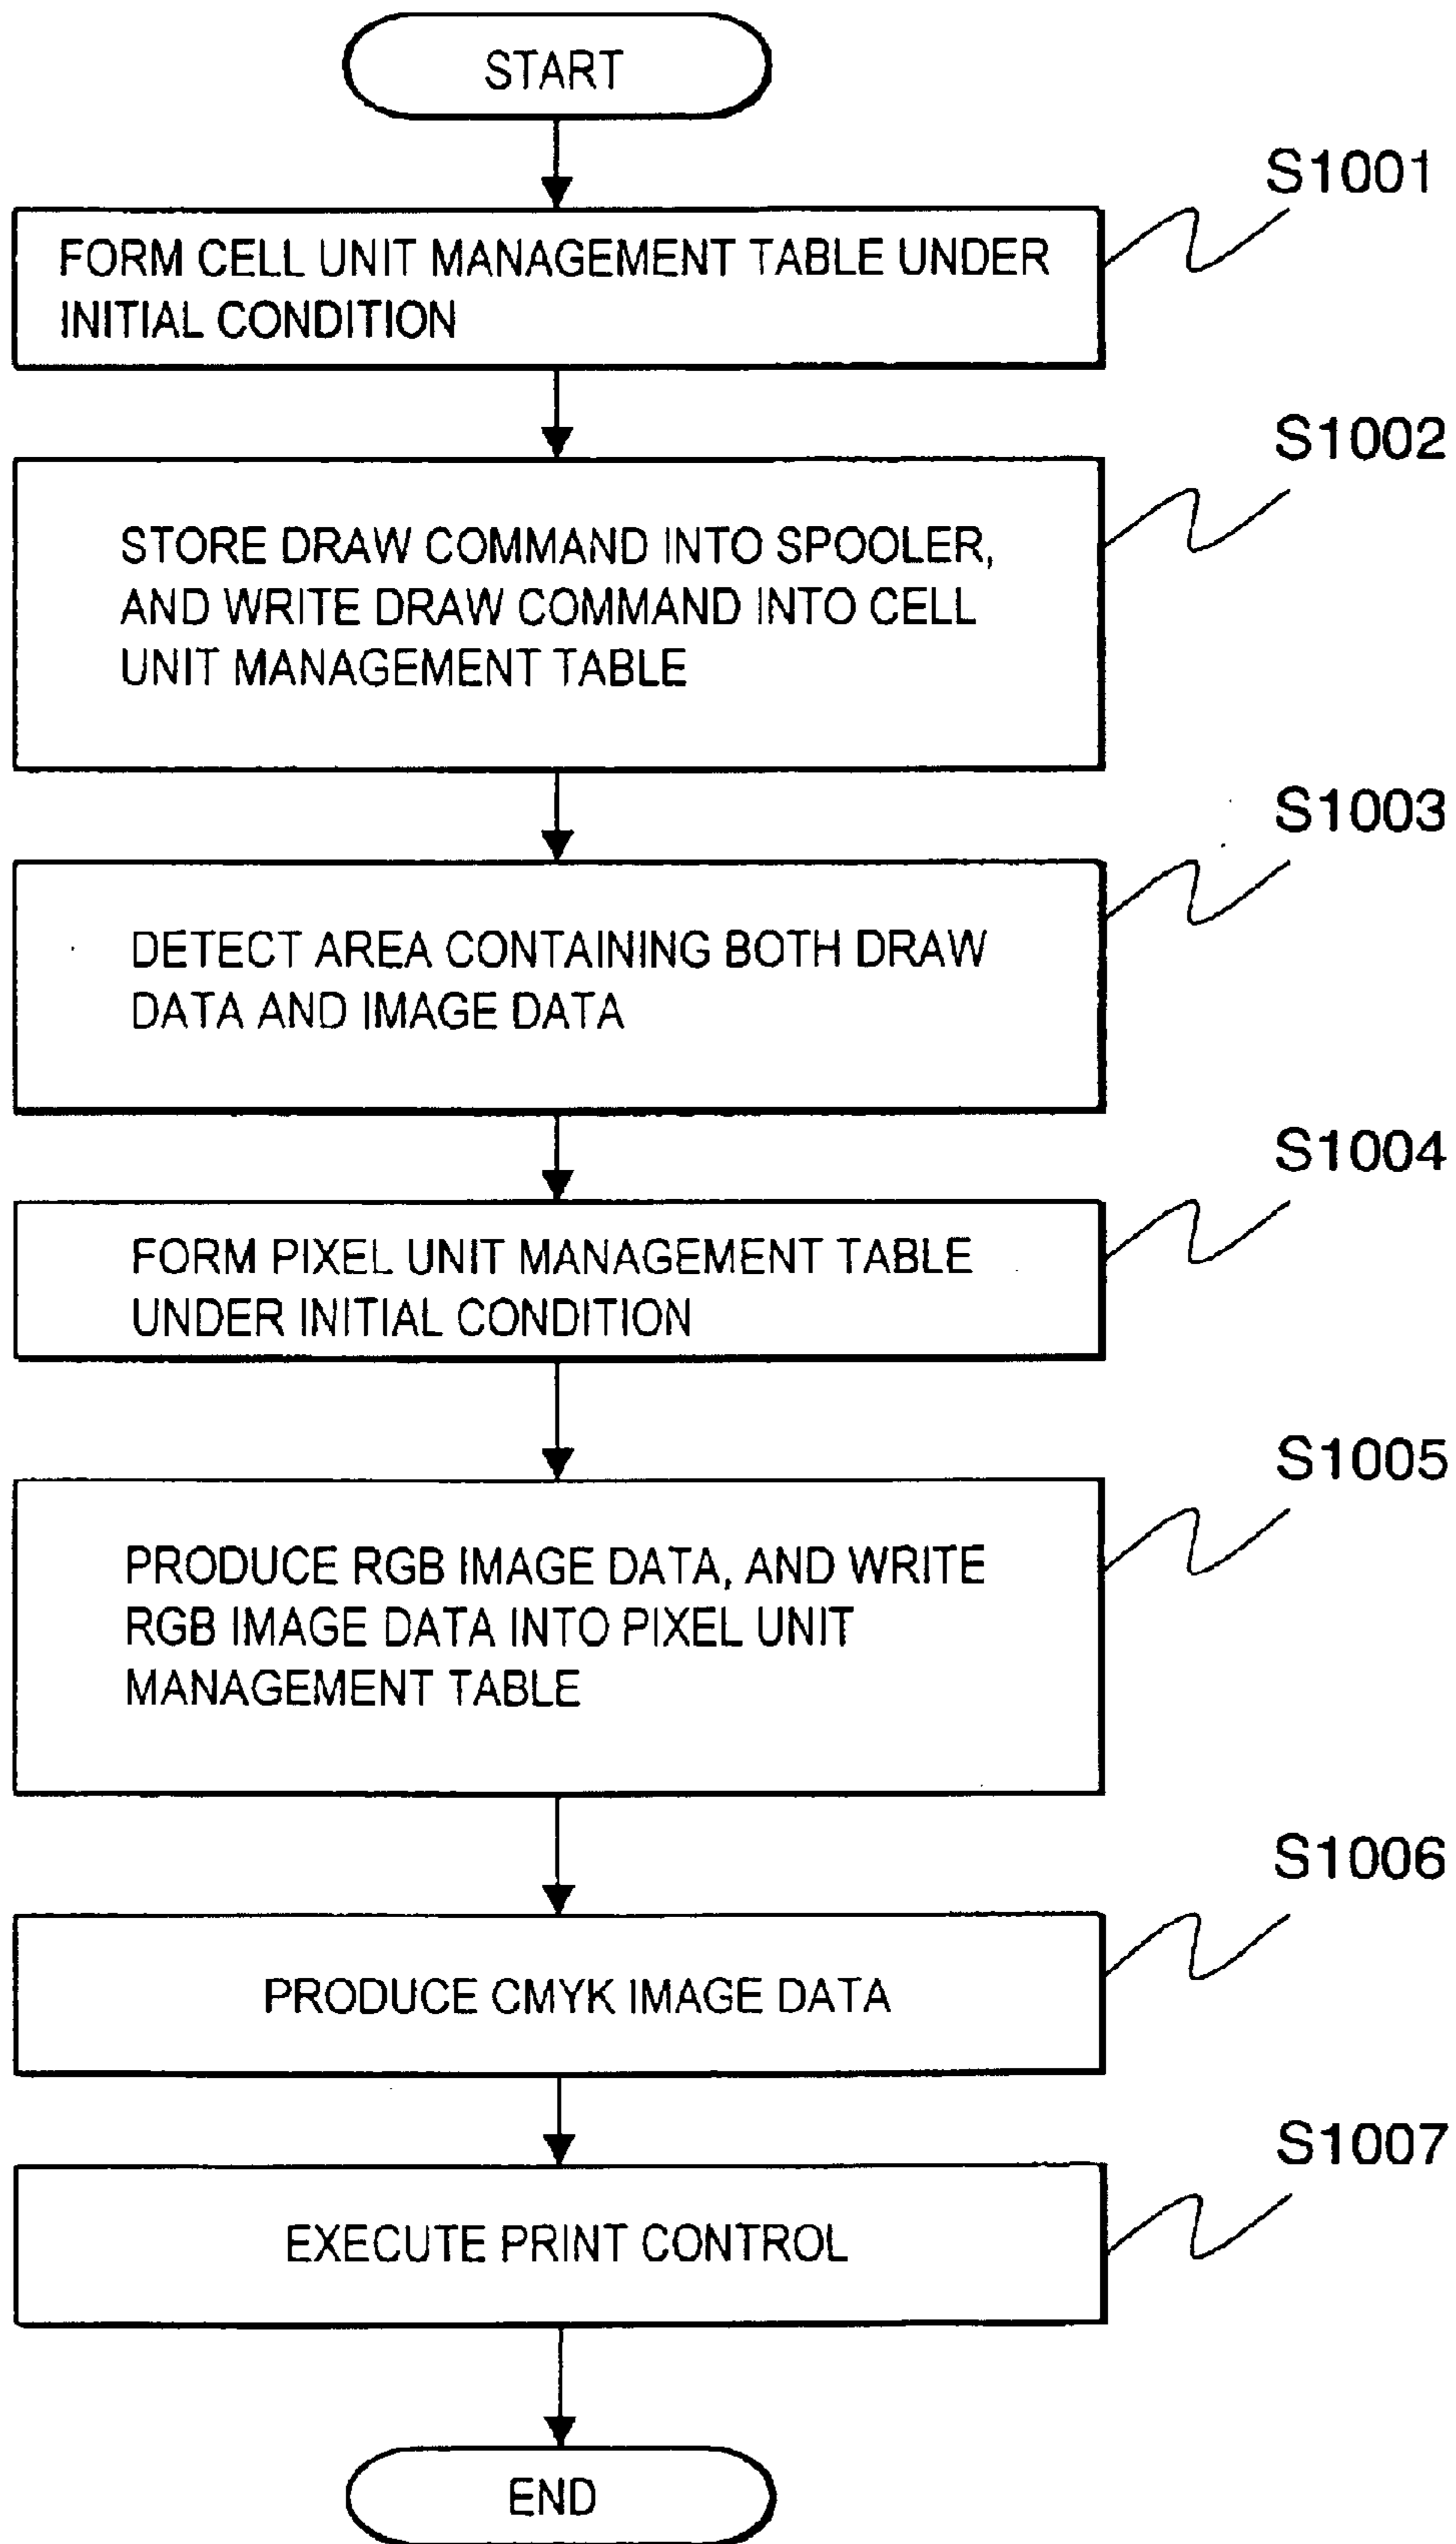 START
S1001
FORM CELL UNIT MANAGEMENT TABLE UNDER
INITIAL CONDITION
S1002
STORE DRAW COMMAND INTO SPOOLER,
AND WRITE DRAW COMMAND INTO CELL
UNIT MANAGEMENT TABLE
S1003
DETECT AREA CONTAINING BOTH DRAW
DATA AND IMAGE DATA
S1004
FORM PIXEL UNIT MANAGEMENT TABLE
UNDER INITIAL CONDITION
S1005
PRODUCE RGB IMAGE DATA, AND WRITE
RGB IMAGE DATA INTO PIXEL UNIT
MANAGEMENT TABLE
S1006
PRODUCE CMYK IMAGE DATA
S1007
EXECUTE PRINT CONTROL
END